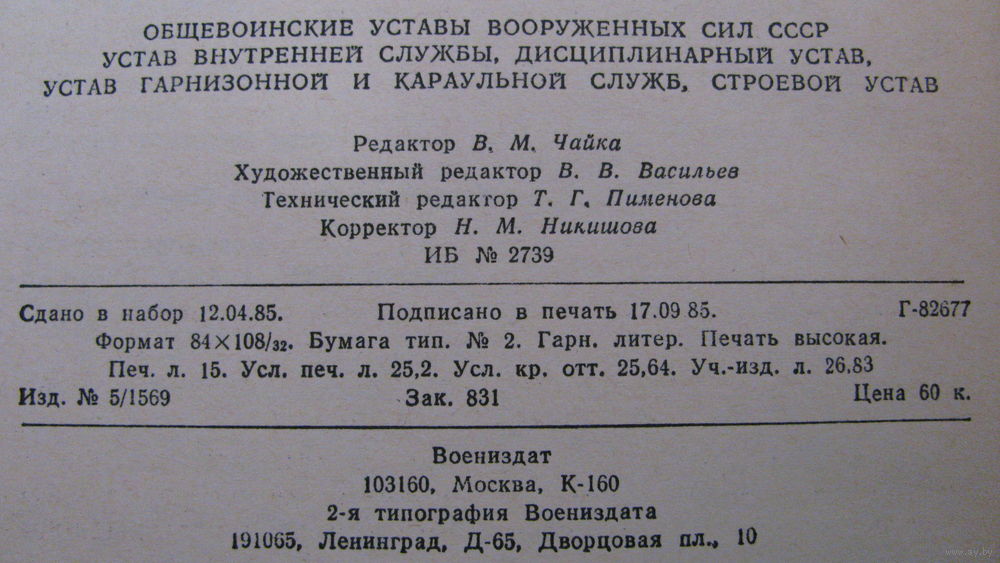 ОБЩЕВОИНСКИЕ УСТАВЫ ВООРУЖЕННЫХ СИЛ СССР
УСТАВ ВНУТРЕННЕЙ СЛУЖБЫ, ДИСЦИПЛИНАРНЫЙ УСТАВ,
УСТАВ ГАРНИЗОННОЙ И КАРАУЛЬНОЙ СЛУЖБ, СТРОЕВОЙ УСТАВ
Редактор В. М. Чайка
Художественный редактор В. В. Васильев
Технический редактор Т. Г. Пименова
Корректор Н. М. Никишова
ИБ № 2739
Сдано в набор 12.04.85. Подписано в печать 17.09 85. Г-82677
Формат 84×108/32. Бумага тип. № 2. Гарн. литер. Печать высокая.
Печ. л. 15. Усл. печ. л. 25,2. Усл. кр. отт. 25,64. Уч.-изд. л. 26,83
Изд. № 5/1569 Зак. 831 Цена 60 к.
Воениздат
103160, Москва, К-160
2-я типография Воениздата
191065, Ленинград, Д-65, Дворцовая пл., 10
www.ay.by